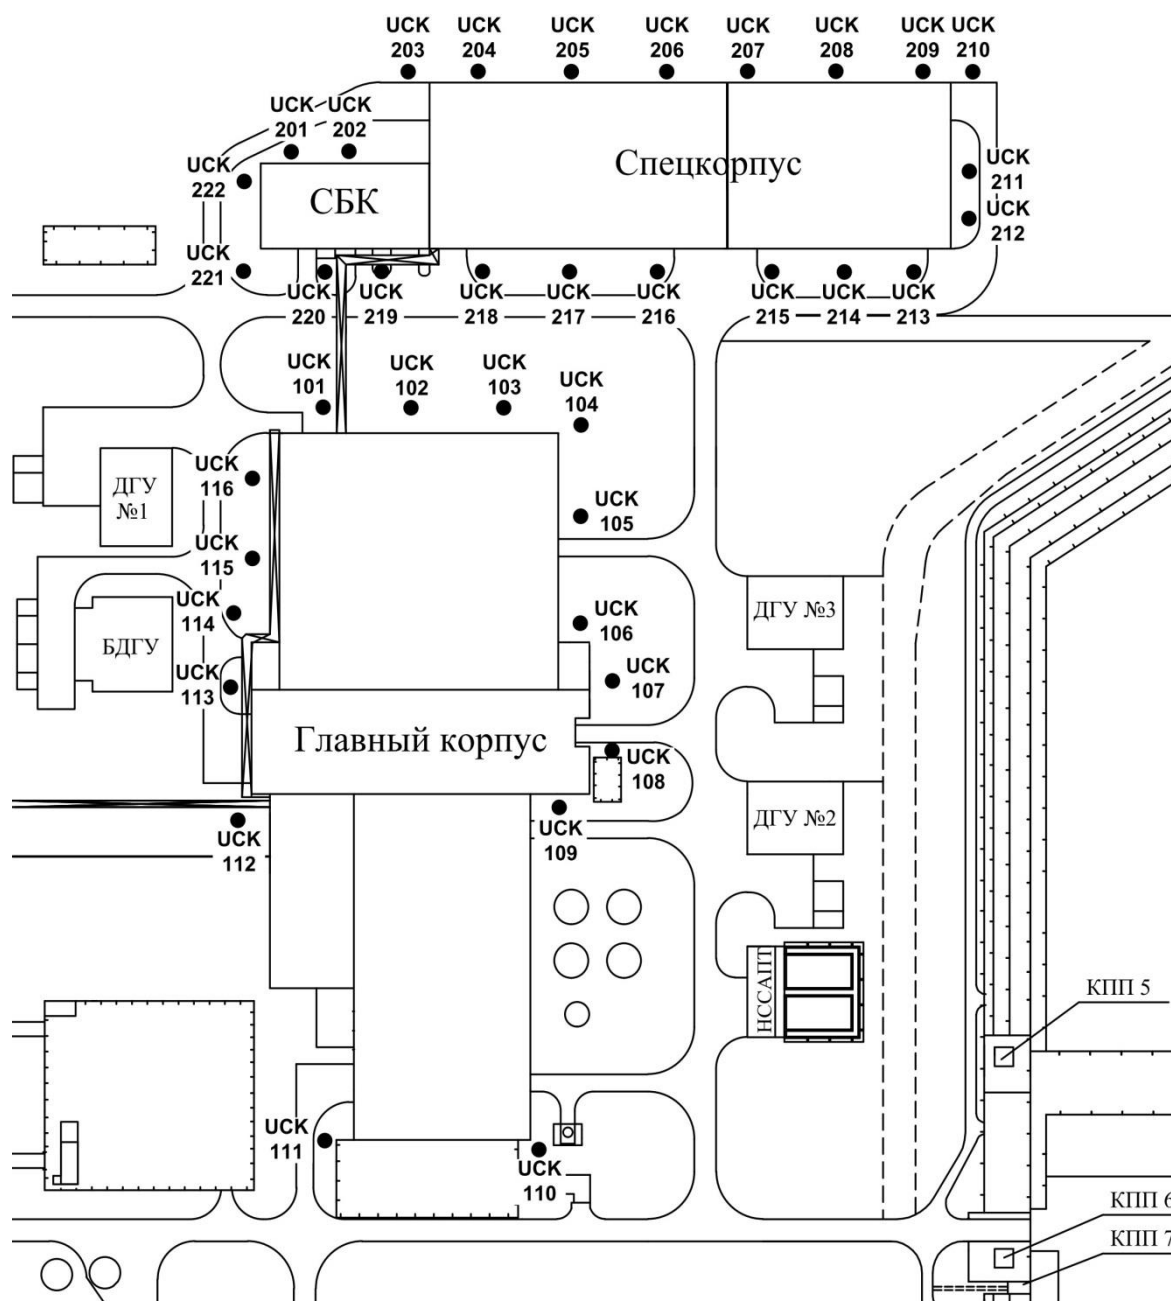 UCK
203
UCK
204
UCK
205
UCK
206
UCK
207
UCK
208
UCK
209
UCK
210
UCK
201
UCK
202
UCK
222
СБК
Спецкорпус
UCK
211
UCK
212
UCK
221
UCK
220
UCK
219
UCK
218
UCK
217
UCK
216
UCK
215
UCK
214
UCK
213
UCK
101
UCK
102
UCK
103
UCK
104
UCK
116
ДГУ
№1
UCK
105
UCK
115
UCK
114
БДГУ
UCK
106
ДГУ №3
UCK
113
UCK
107
Главный корпус
UCK
108
UCK
112
UCK
109
ДГУ №2
НССАПТ
КПП 5
UCK
111
UCK
110
КПП 6
КПП 7